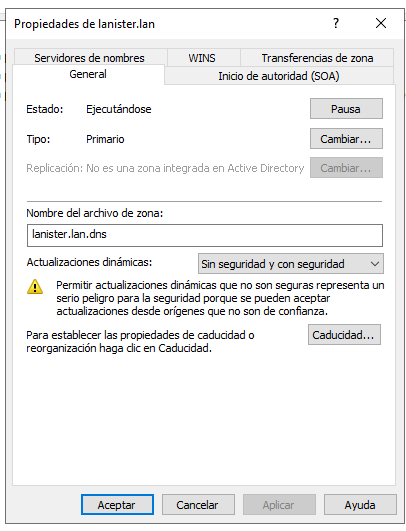 Propiedades de lanister.lan
?
Servidores de nombres WINS Transferencias de zona
General Inicio de autoridad (SOA)
Estado: Ejecutándose Pausa
Tipo: Primario Cambiar...
Replicación: No es una zona integrada en Active Directory Cambiar...
Nombre del archivo de zona:
lanister.lan.dns
Actualizaciones dinámicas: Sin seguridad y con seguridad
Permitir actualizaciones dinámicas que no son seguras representa un
serio peligro para la seguridad porque se pueden aceptar
actualizaciones desde orígenes que no son de confianza.
Para establecer las propiedades de caducidad o
reorganización haga clic en Caducidad.
Caducidad...
Aceptar Cancelar Aplicar Ayuda